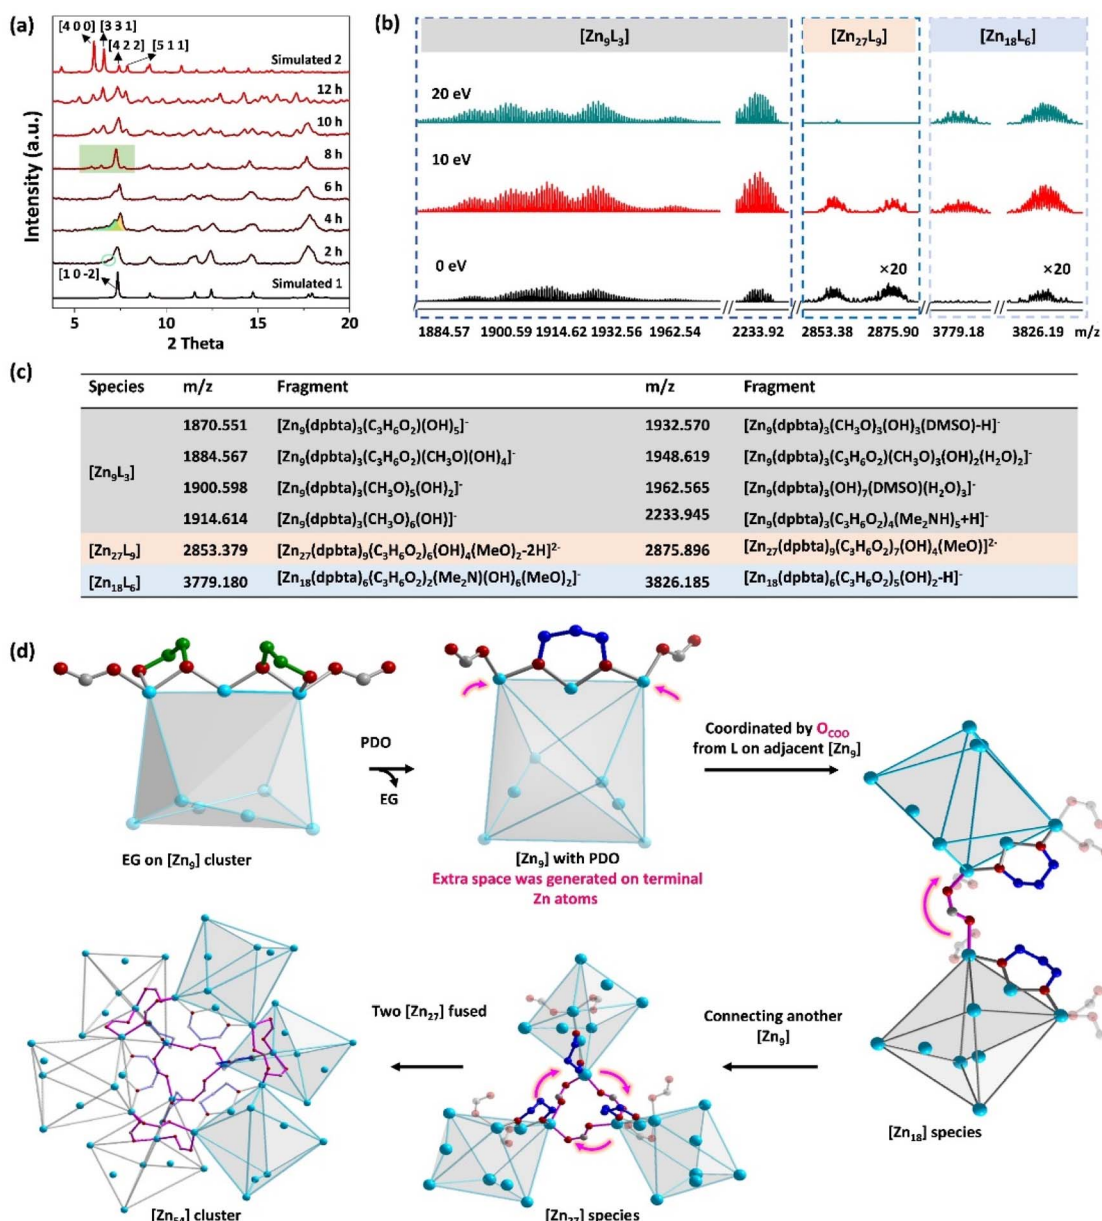 (a)
[4 0 0]
[3 3 1]
[4 2 2]
[5 1 1]
Simulated 2
12 h
10 h
8 h
6 h
4 h
2 h
[1 0 -2]
Simulated 1
Intensity (a.u.)
5 10 15 20
2 Theta
(b)
[Zn₉L₃] [Zn₂₇L₉] [Zn₁₈L₆]
20 eV
10 eV
0 eV
×20 ×20
1884.57 1900.59 1914.62 1932.56 1962.54 2233.92 2853.38 2875.90 3779.18 3826.19 m/z
(c)
Species m/z Fragment m/z Fragment
[Zn₉L₃]
1870.551 [Zn₉(dpbta)₃(C₃H₆O₂)(OH)₅]⁻ 1932.570 [Zn₉(dpbta)₃(CH₃O)₃(OH)₃(DMSO)-H]⁻
1884.567 [Zn₉(dpbta)₃(C₃H₆O₂)(CH₃O)(OH)₄]⁻ 1948.619 [Zn₉(dpbta)₃(C₃H₆O₂)(CH₃O)₃(OH)₂(H₂O)₂]⁻
1900.598 [Zn₉(dpbta)₃(CH₃O)₅(OH)₂]⁻ 1962.565 [Zn₉(dpbta)₃(OH)₇(DMSO)(H₂O)₃]⁻
1914.614 [Zn₉(dpbta)₃(CH₃O)₆(OH)]⁻ 2233.945 [Zn₉(dpbta)₃(C₃H₆O₂)₄(Me₂NH)₅+H]⁻
[Zn₂₇L₉] 2853.379 [Zn₂₇(dpbta)₉(C₃H₆O₂)₆(OH)₄(MeO)₂-2H]²⁻ 2875.896 [Zn₂₇(dpbta)₉(C₃H₆O₂)₇(OH)₄(MeO)]²⁻
[Zn₁₈L₆] 3779.180 [Zn₁₈(dpbta)₆(C₃H₆O₂)₂(Me₂N)(OH)₆(MeO)₂]⁻ 3826.185 [Zn₁₈(dpbta)₆(C₃H₆O₂)₅(OH)₂-H]⁻
(d)
PDO
EG
EG on [Zn₉] cluster
[Zn₉] with PDO
Extra space was generated on terminal
Zn atoms
Coordinated by O_COO
from L on adjacent [Zn₉]
[Zn₁₈] species
Connecting another
[Zn₉]
[Zn₂₇] species
Two [Zn₂₇] fused
[Zn₅₄] cluster